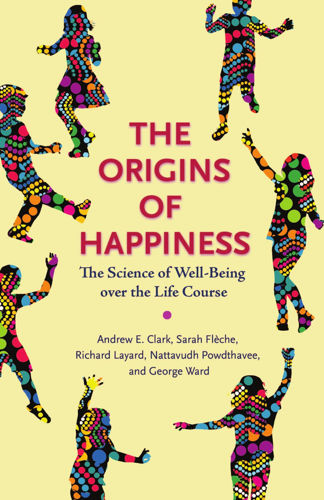 THE
ORIGINS
OF
HAPPINESS
The Science of Well-Being
over the Life Course
Andrew E. Clark, Sarah Flèche,
Richard Layard, Nattavudh Powdthavee,
and George Ward